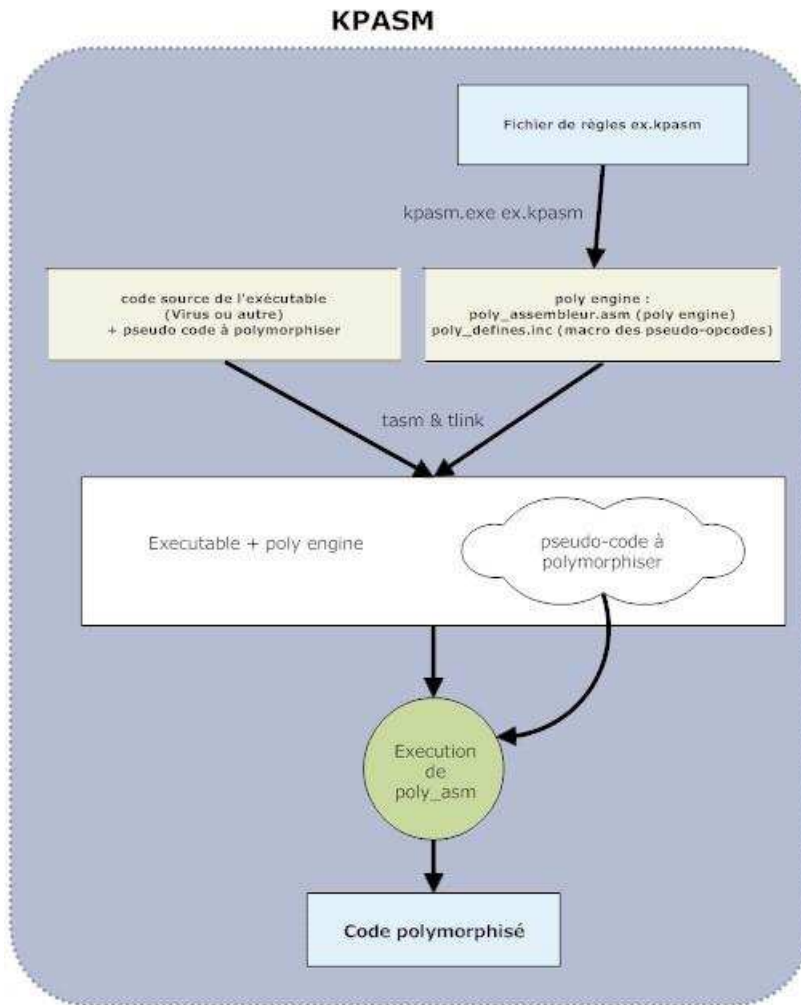 KPASM
Fichier de règles ex.kpasm
kpasm.exe ex.kpasm
code source de l'exécutable
(Virus ou autre)
+ pseudo code à polymorphiser
poly engine :
poly_assembleur.asm (poly engine)
poly_defines.inc (macro des pseudo-opcodes)
tasm & tlink
Executable + poly engine
pseudo-code à
polymorphiser
Execution
de
poly_asm
Code polymorphisé